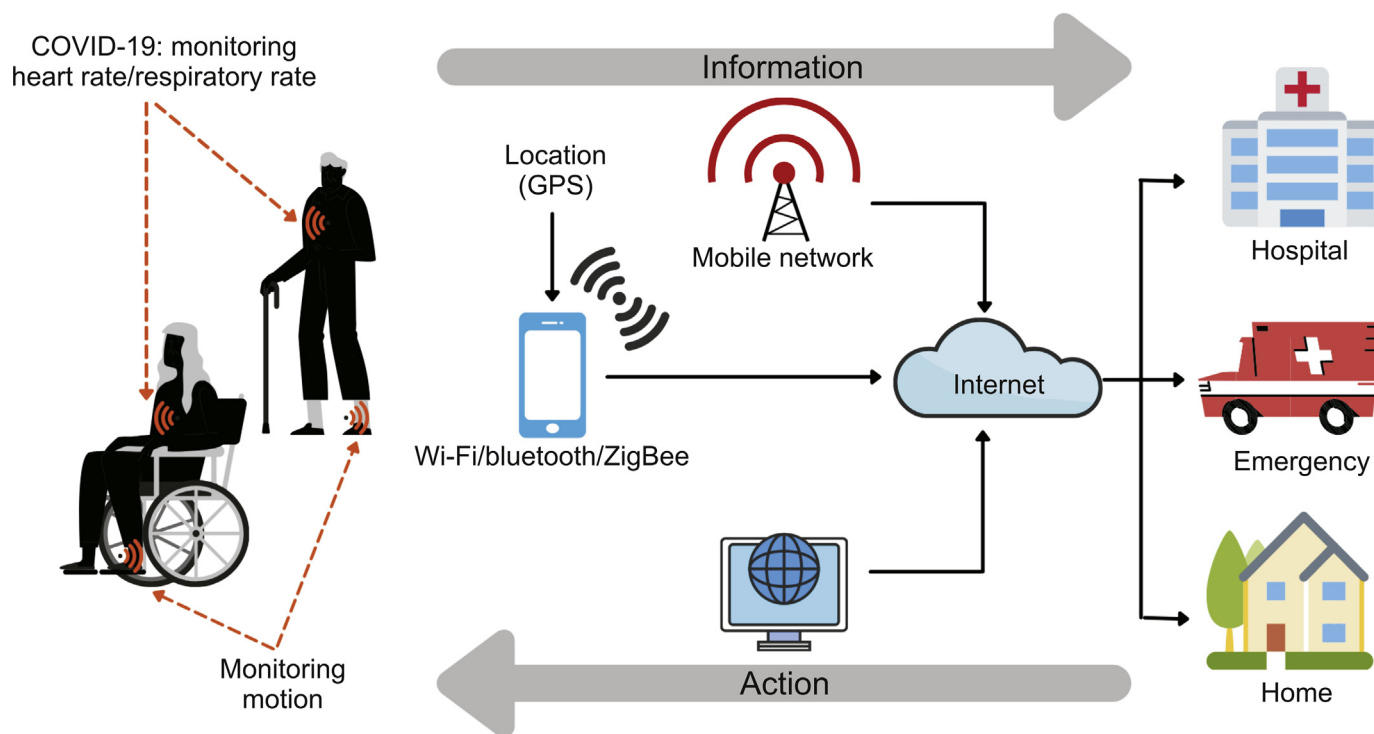 COVID-19: monitoring
heart rate/respiratory rate
Information
Location
(GPS)
Mobile network
Hospital
Internet
Wi-Fi/bluetooth/ZigBee
Emergency
Monitoring
motion
Action
Home